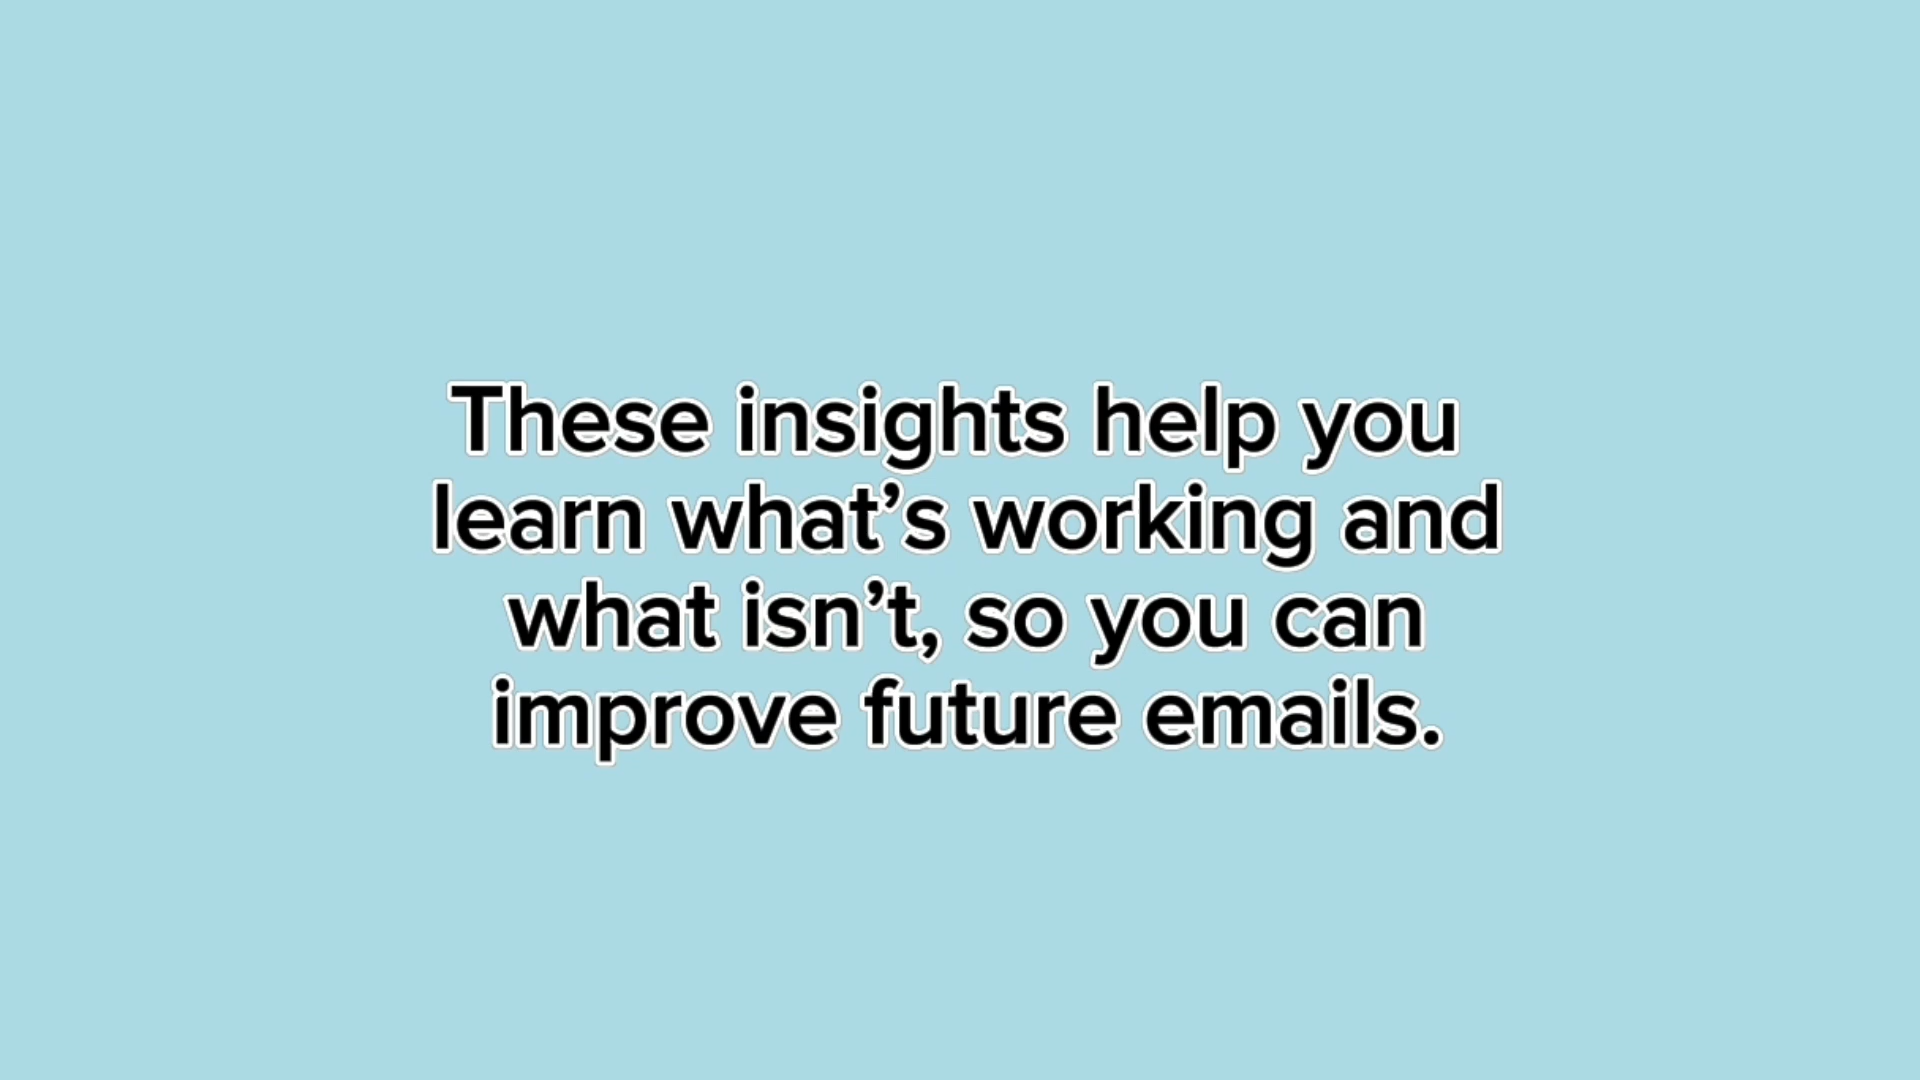 These insights help you
learn what’s working and
what isn’t, so you can
improve future emails.